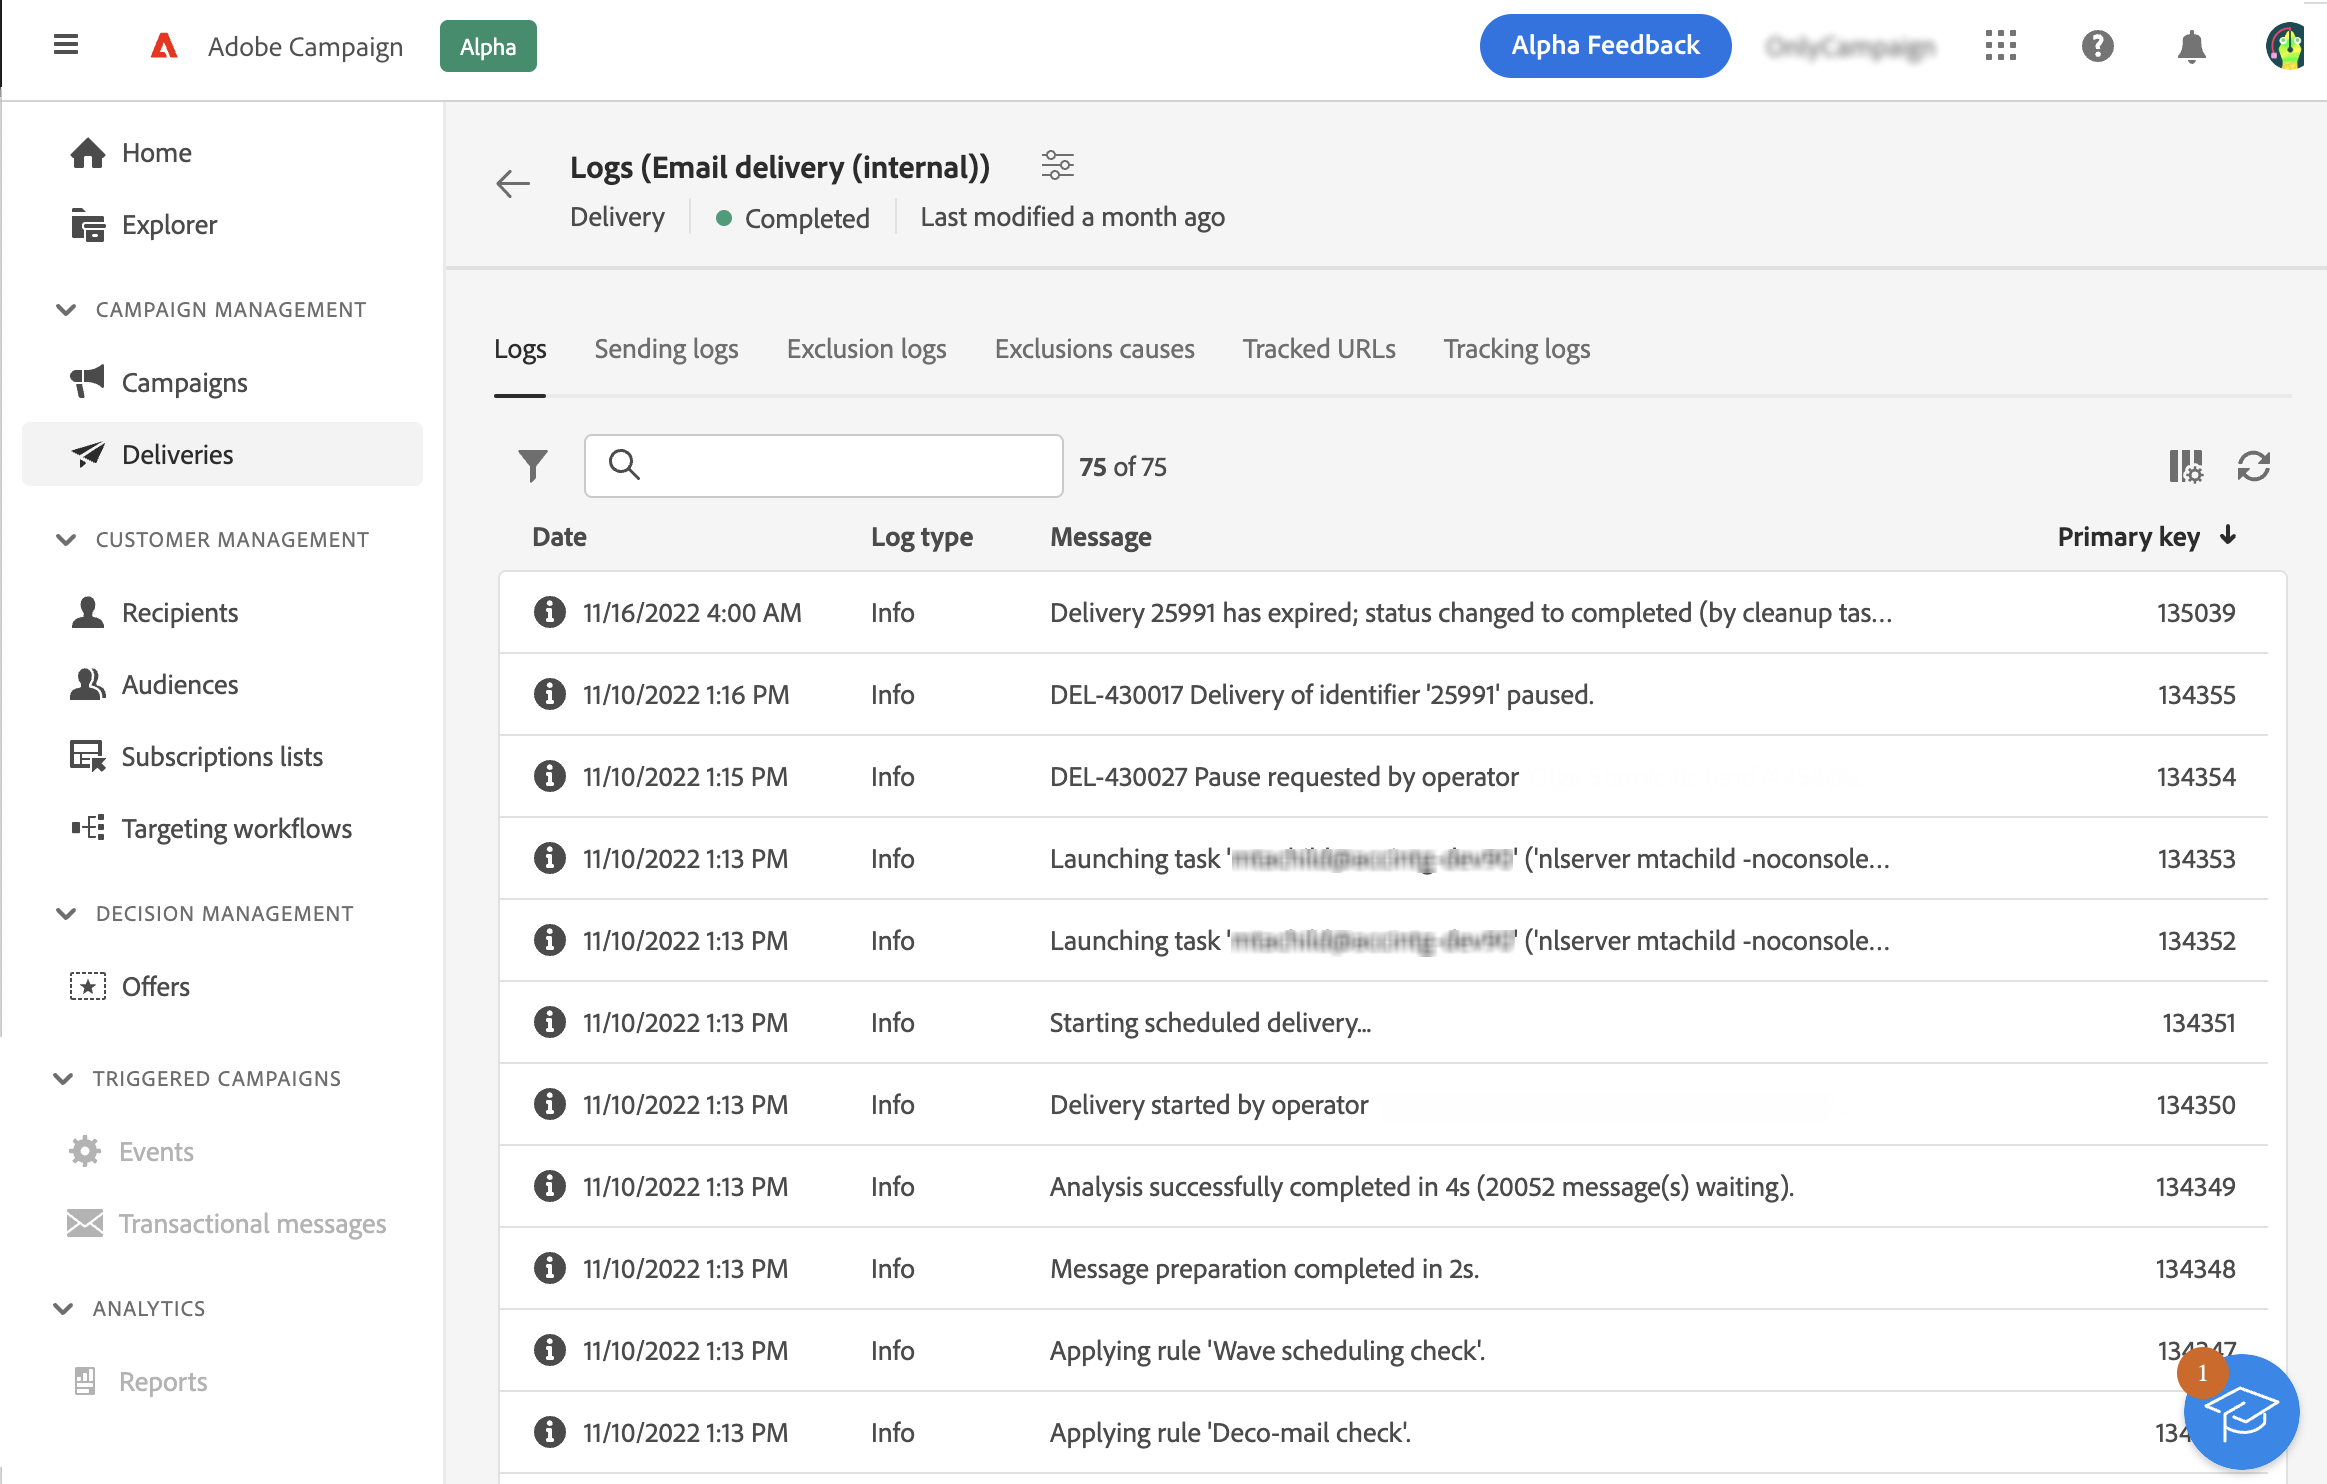 Adobe Campaign
Alpha
Alpha Feedback
Home
Explorer
CAMPAIGN MANAGEMENT
Campaigns
Deliveries
CUSTOMER MANAGEMENT
Recipients
Audiences
Subscriptions lists
Targeting workflows
DECISION MANAGEMENT
Offers
TRIGGERED CAMPAIGNS
Events
Transactional messages
ANALYTICS
Reports
Logs (Email delivery (internal))
Delivery Completed Last modified a month ago
Logs Sending logs Exclusion logs Exclusions causes Tracked URLs Tracking logs
75 of 75
Date Log type Message Primary key
11/16/2022 4:00 AM Info Delivery 25991 has expired; status changed to completed (by cleanup tas... 135039
11/10/2022 1:16 PM Info DEL-430017 Delivery of identifier '25991' paused. 134355
11/10/2022 1:15 PM Info DEL-430027 Pause requested by operator 134354
11/10/2022 1:13 PM Info Launching task '' ('nlserver mtachild -noconsole... 134353
11/10/2022 1:13 PM Info Launching task '' ('nlserver mtachild -noconsole... 134352
11/10/2022 1:13 PM Info Starting scheduled delivery... 134351
11/10/2022 1:13 PM Info Delivery started by operator 134350
11/10/2022 1:13 PM Info Analysis successfully completed in 4s (20052 message(s) waiting). 134349
11/10/2022 1:13 PM Info Message preparation completed in 2s. 134348
11/10/2022 1:13 PM Info Applying rule 'Wave scheduling check'. 134347
1
11/10/2022 1:13 PM Info Applying rule 'Deco-mail check'.